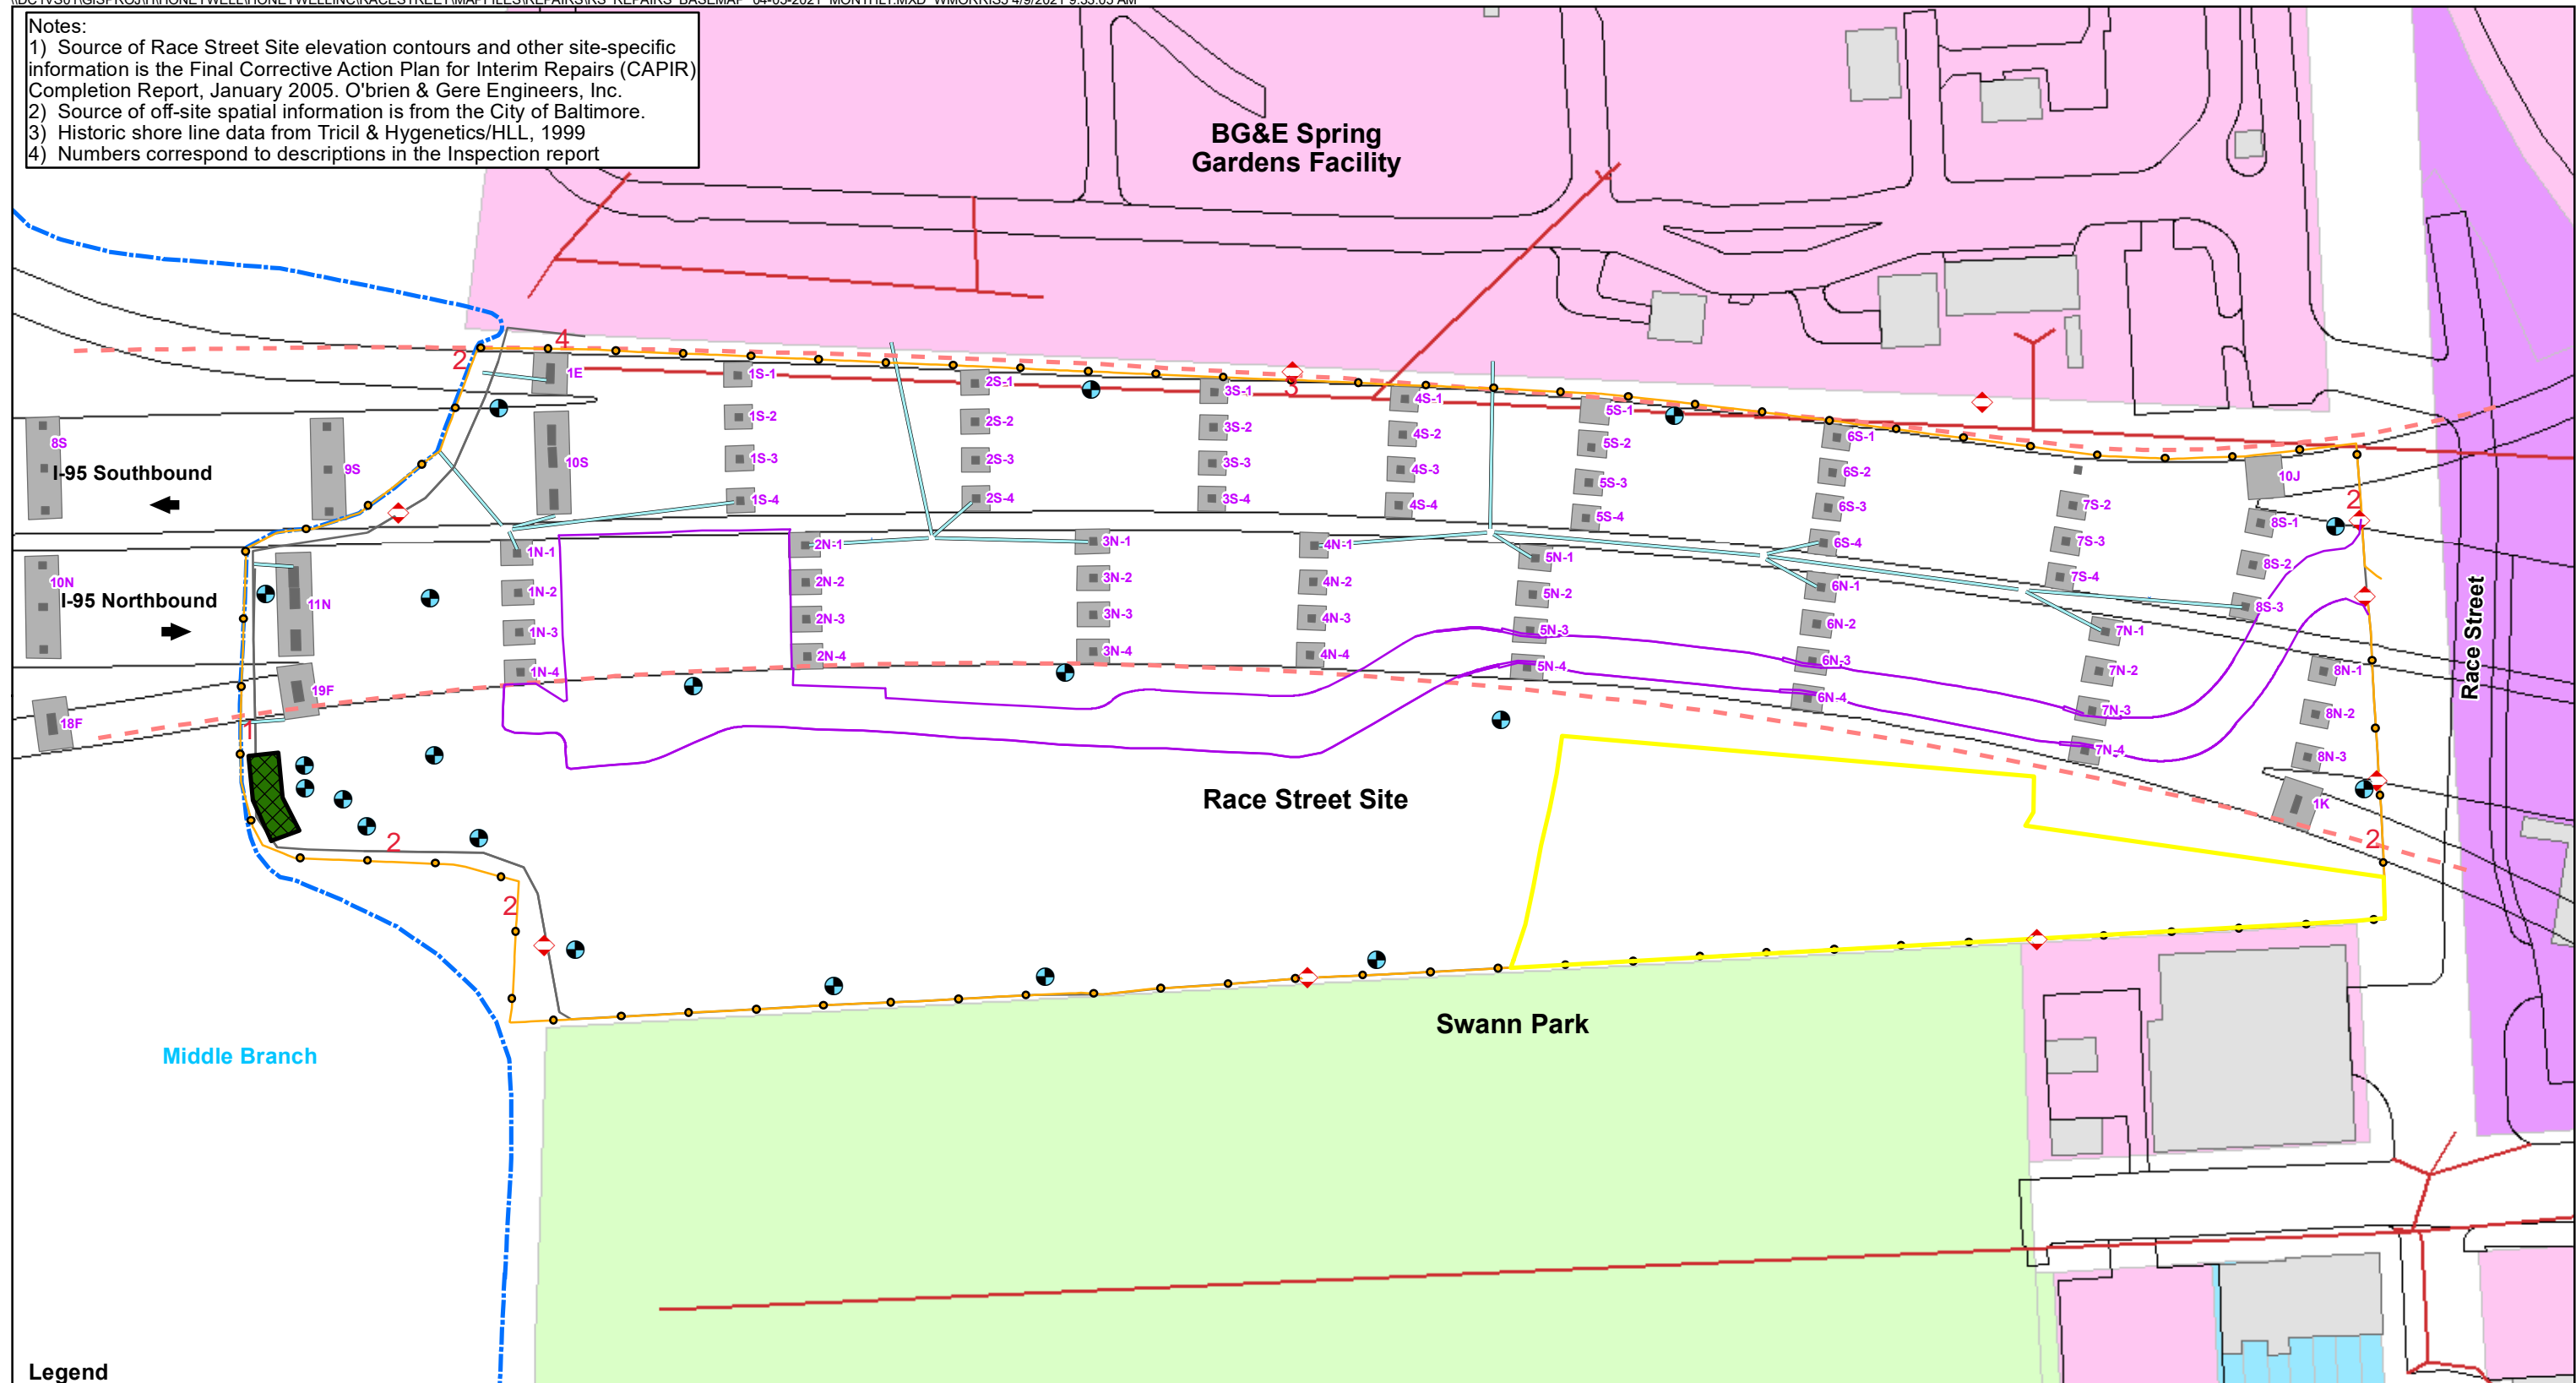 Notes:
1) Source of Race Street Site elevation contours and other site-specific
information is the Final Corrective Action Plan for Interim Repairs (CAPIR)
Completion Report, January 2005. O'brien & Gere Engineers, Inc.
2) Source of off-site spatial information is from the City of Baltimore.
3) Historic shore line data from Tricil & Hygenetics/HLL, 1999
4) Numbers correspond to descriptions in the Inspection report
BG&E Spring
Gardens Facility
4
2
1E
1S-1
2S-1
3S-1
3
4S-1
5S-1
6S-1
1S-2
2S-2
3S-2
4S-2
5S-2
6S-2
8S
I-95 Southbound
9S
10S
1S-3
2S-3
3S-3
4S-3
5S-3
10J
1S-4
2S-4
3S-4
4S-4
5S-4
6S-3
7S-2
2
8S-1
1N-1
2N-1
3N-1
4N-1
5N-1
6S-4
7S-3
8S-2
10N
I-95 Northbound
11N
1N-2
2N-2
3N-2
4N-2
5N-2
6N-1
7S-4
8S-3
Race Street
1N-3
2N-3
3N-3
4N-3
5N-3
6N-2
7N-1
1N-4
2N-4
3N-4
4N-4
5N-4
6N-3
7N-2
8N-1
18F
19F
6N-4
7N-3
8N-2
1
7N-4
8N-3
Race Street Site
1K
2
2
2
Swann Park
Middle Branch
Legend